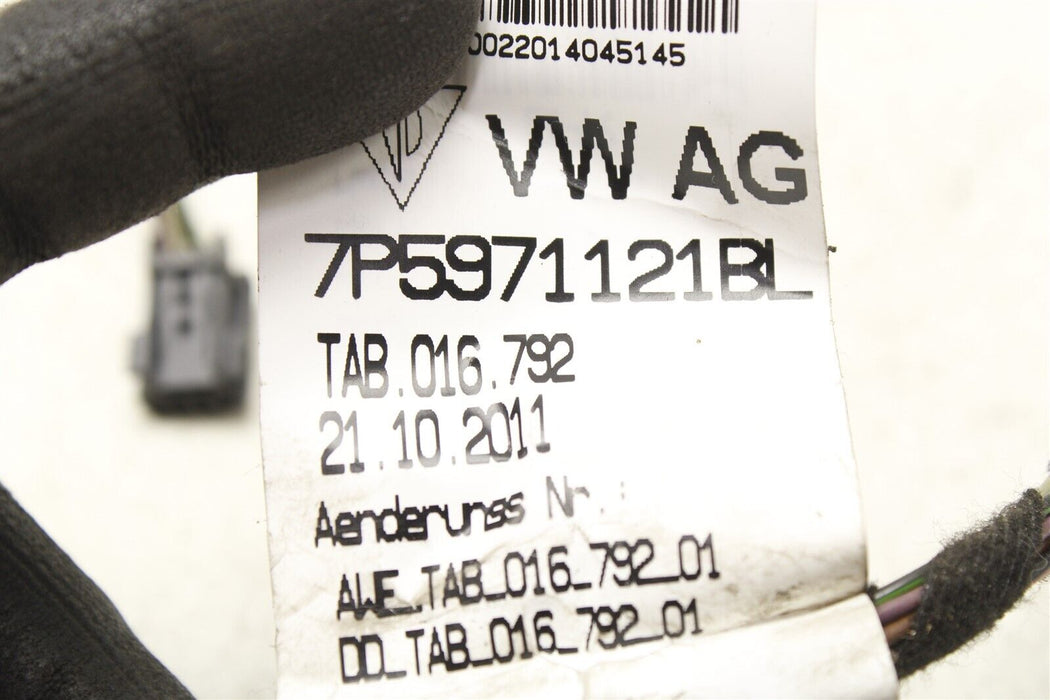 0022014045145
VW AG
7P5971121BL
TAB.016.792
21.10.2011
Aenderungs Nr.:
AWE_TAB_016_792_01
DD_TAB_016_792_01